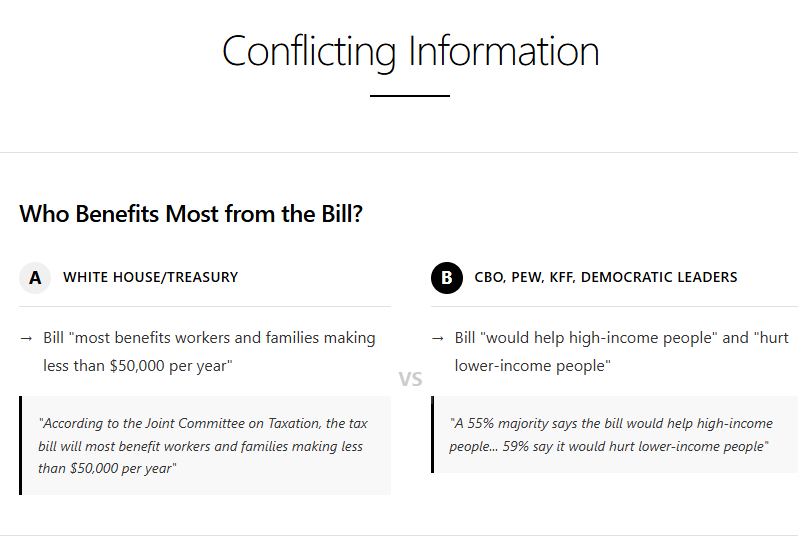 Conflicting Information
Who Benefits Most from the Bill?
A WHITE HOUSE/TREASURY
→ Bill "most benefits workers and families making
less than $50,000 per year"
"According to the Joint Committee on Taxation, the tax
bill will most benefit workers and families making less
than $50,000 per year"
VS
B CBO, PEW, KFF, DEMOCRATIC LEADERS
→ Bill "would help high-income people" and "hurt
lower-income people"
"A 55% majority says the bill would help high-income
people... 59% say it would hurt lower-income people"